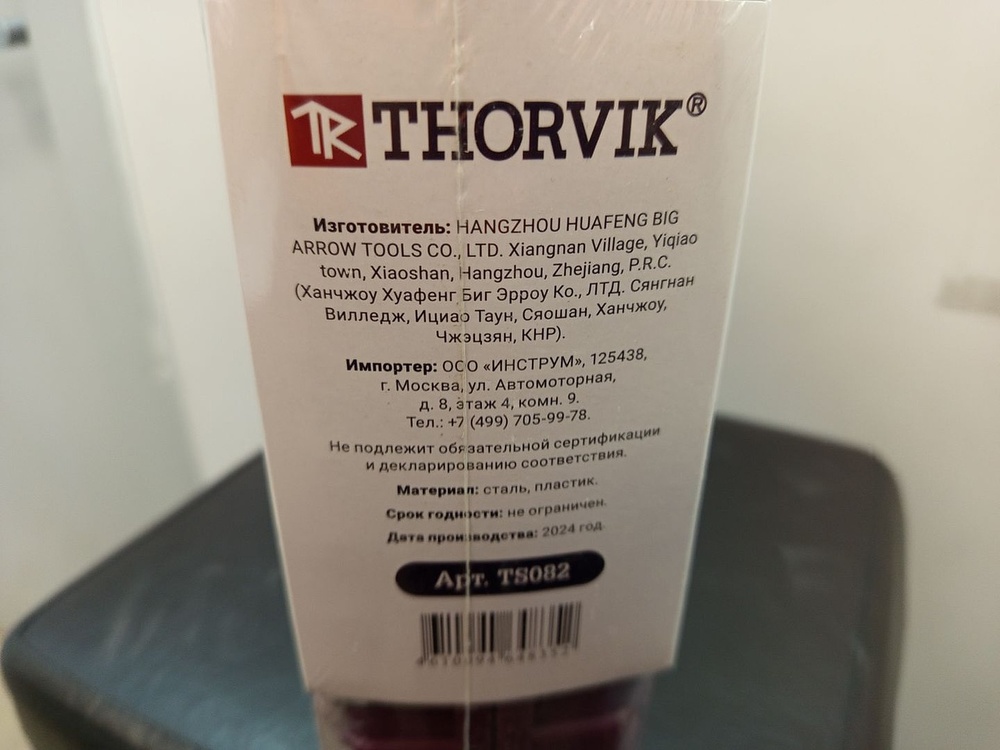 TR THORVIK®
Изготовитель: HANGZHOU HUAFENG BIG
ARROW TOOLS CO., LTD. Xiangnan Village, Yiqiao
town, Xiaoshan, Hangzhou, Zhejiang, P.R.C.
(Ханчжоу Хуафенг Биг Эрроу Ко., ЛТД. Сянгнан
Вилледж, Ициао Таун, Сяошан, Ханчжоу,
Чжэцзян, КНР).
Импортер: ООО «ИНСТРУМ», 125438,
г. Москва, ул. Автомоторная,
д. 8, этаж 4, комн. 9.
Тел.: +7 (499) 705-99-78.
Не подлежит обязательной сертификации
и декларированию соответствия.
Материал: сталь, пластик.
Срок годности: не ограничен.
Дата производства: 2024 год.
Арт. TS082